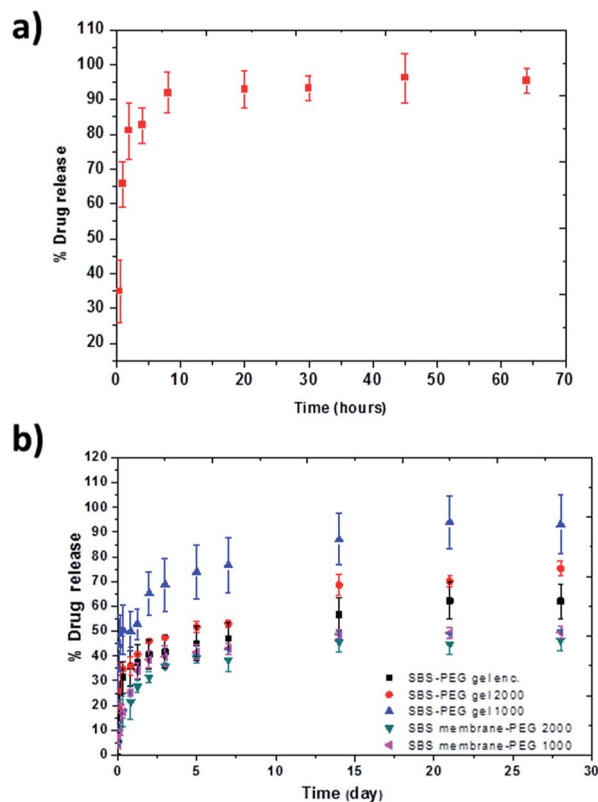 a)
110
100
90
80
70
60
50
40
30
20
% Drug release
0 10 20 30 40 50 60 70
Time (hours)
b)
120
110
100
90
80
70
60
50
40
30
20
10
0
% Drug release
SBS-PEG gel enc.
SBS-PEG gel 2000
SBS-PEG gel 1000
SBS membrane-PEG 2000
SBS membrane-PEG 1000
0 5 10 15 20 25 30
Time (day)